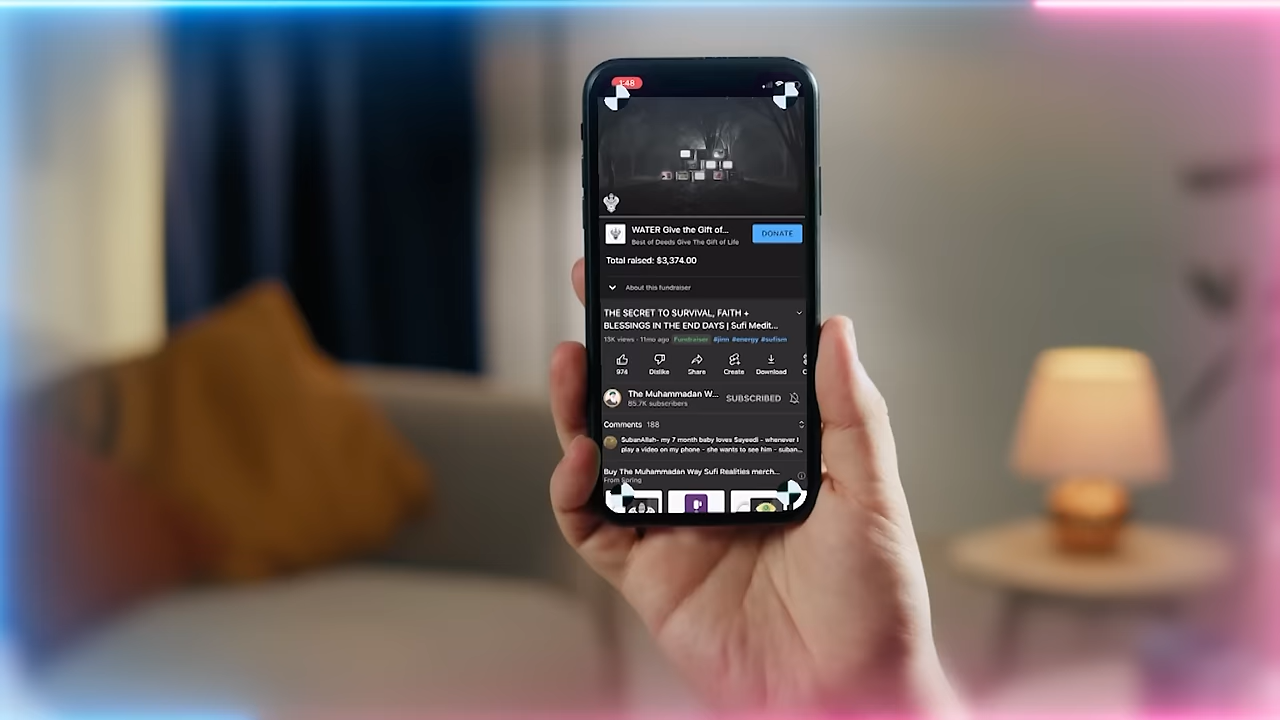 1:48
WATER Give the Gift of...
Best of Deeds Give The Gift of Life
DONATE
Total raised: $3,374.00
About this fundraiser
THE SECRET TO SURVIVAL, FAITH +
BLESSINGS IN THE END DAYS | Sufi Medit...
13K views · 11mo ago Fundraiser #jinn #energy #sufism
974 Dislike Share Create Download
The Muhammadan W... SUBSCRIBED
85.7K subscribers
Comments 188
SubanAllah- my 7 month baby loves Sayeedi - whenever I
play a video on my phone - she wants to see him - suban...
Buy The Muhammadan Way Sufi Realities merch...
From Spring